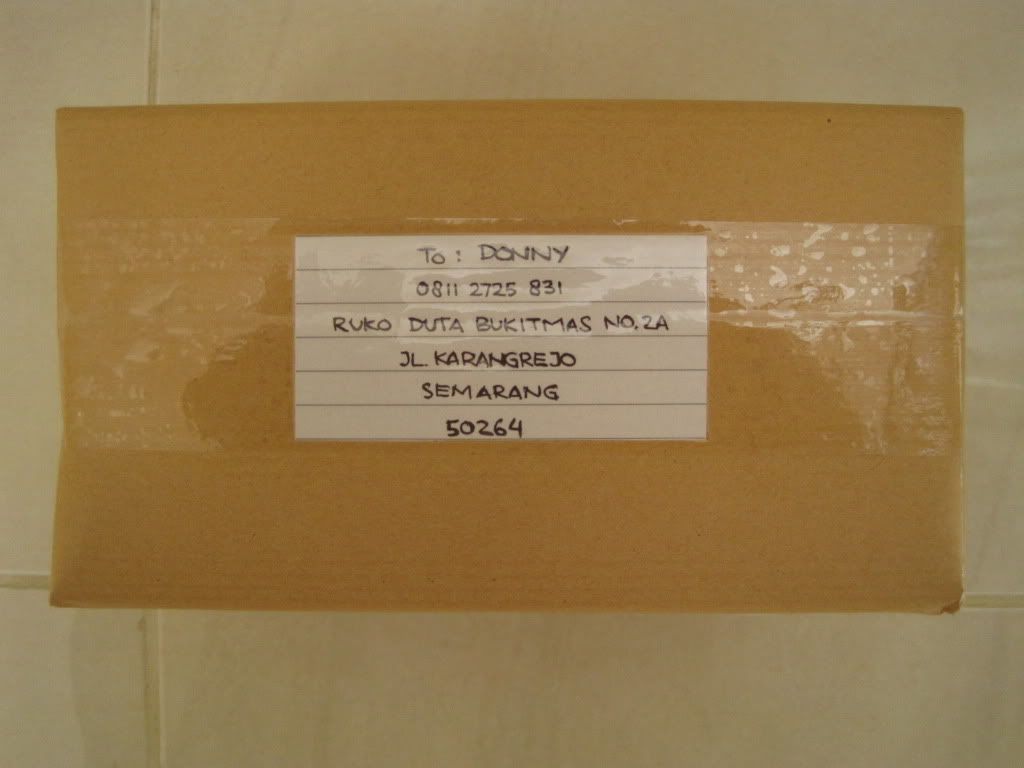 To : DONNY
0811 2725 831
RUKO DUTA BUKITMAS NO.2A
JL. KARANGREJO
SEMARANG
50264